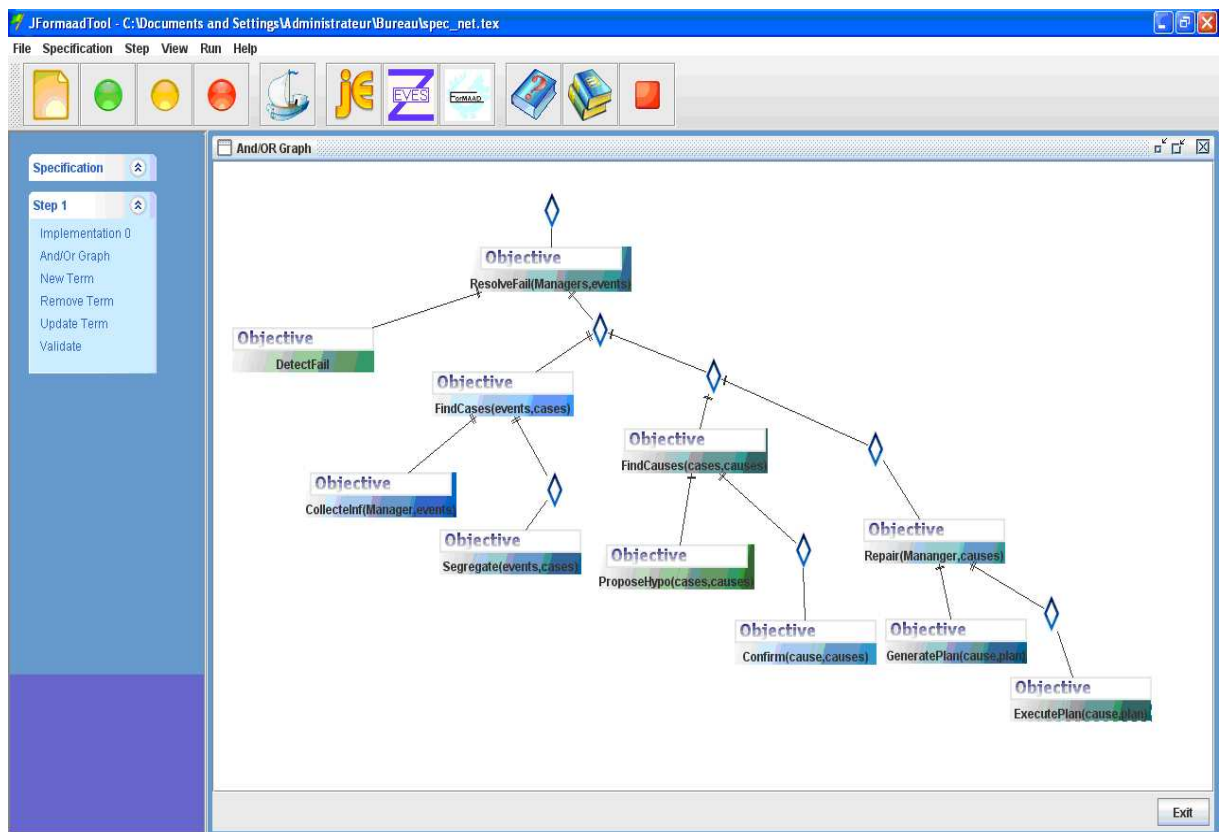 JFormaadTool - C:\Documents and Settings\Administrateur\Bureau\spec_net.tex
File Specification Step View Run Help
jE
Z EVES
ForMAAD
?
Specification
Step 1
Implementation 0
And/Or Graph
New Term
Remove Term
Update Term
Validate
And/OR Graph
Objective
ResolveFail(Managers,events)
Objective
DetectFail
Objective
FindCases(events,cases)
Objective
FindCauses(cases,causes)
Objective
CollecteInf(Manager,events)
Objective
Segregate(events,cases)
Objective
ProposeHypo(cases,causes)
Objective
Repair(Mananger,causes)
Objective
Confirm(cause,causes)
Objective
GeneratePlan(cause,plan)
Objective
ExecutePlan(cause,plan)
Exit